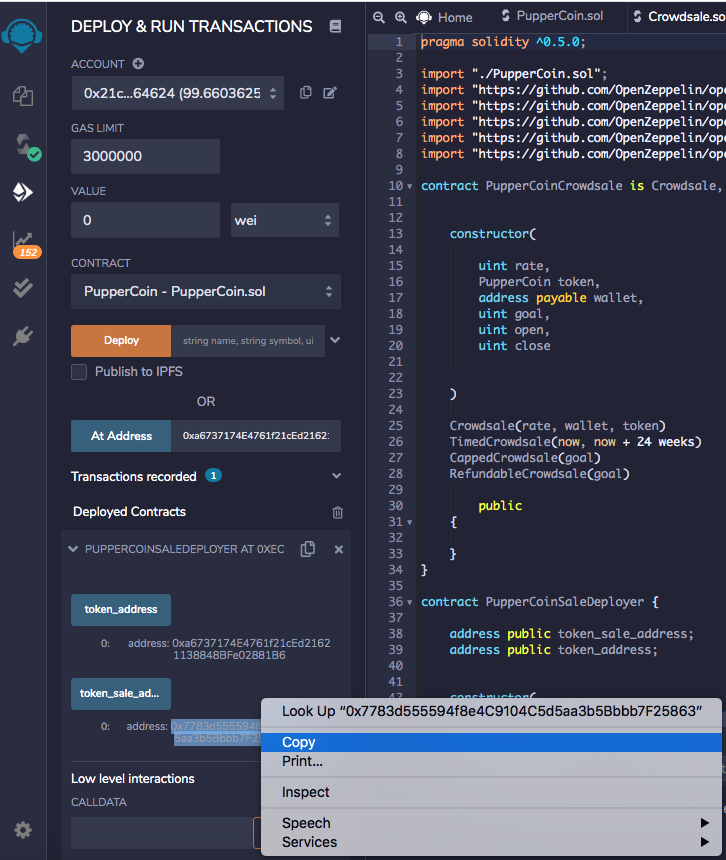 DEPLOY & RUN TRANSACTIONS
ACCOUNT
0x21c...64624 (99.6603625
GAS LIMIT
3000000
VALUE
0
wei
CONTRACT
PupperCoin - PupperCoin.sol
Deploy
string name, string symbol, ui
Publish to IPFS
OR
At Address
0xa6737174E4761f21cEd21621
Transactions recorded 1
Deployed Contracts
PUPPERCOINSALEDEPLOYER AT 0XEC
token_address
0: address: 0xa6737174E4761f21cEd2162
1138848BFe02881B6
token_sale_ad...
0: address: 0x7783d555594f
5aa3b5Bbbb7F25
Low level interactions
CALLDATA
152
Home
PupperCoin.sol
Crowdsale.so
1 pragma solidity ^0.5.0;
2
3 import "./PupperCoin.sol";
4 import "https://github.com/OpenZeppelin/ope
5 import "https://github.com/OpenZeppelin/ope
6 import "https://github.com/OpenZeppelin/ope
7 import "https://github.com/OpenZeppelin/ope
8 import "https://github.com/OpenZeppelin/ope
9
10 contract PupperCoinCrowdsale is Crowdsale,
11
12
13 constructor(
14
15 uint rate,
16 PupperCoin token,
17 address payable wallet,
18 uint goal,
19 uint open,
20 uint close
21
22
23 )
24
25 Crowdsale(rate, wallet, token)
26 TimedCrowdsale(now, now + 24 weeks)
27 CappedCrowdsale(goal)
28 RefundableCrowdsale(goal)
29
30 public
31 {
32
33 }
34 }
35
36 contract PupperCoinSaleDeployer {
37
38 address public token_sale_address;
39 address public token_address;
40
41
42 constructor(
Look Up “0x7783d555594f8e4C9104C5d5aa3b5Bbbb7F25863”
Copy
Print...
Inspect
Speech
Services